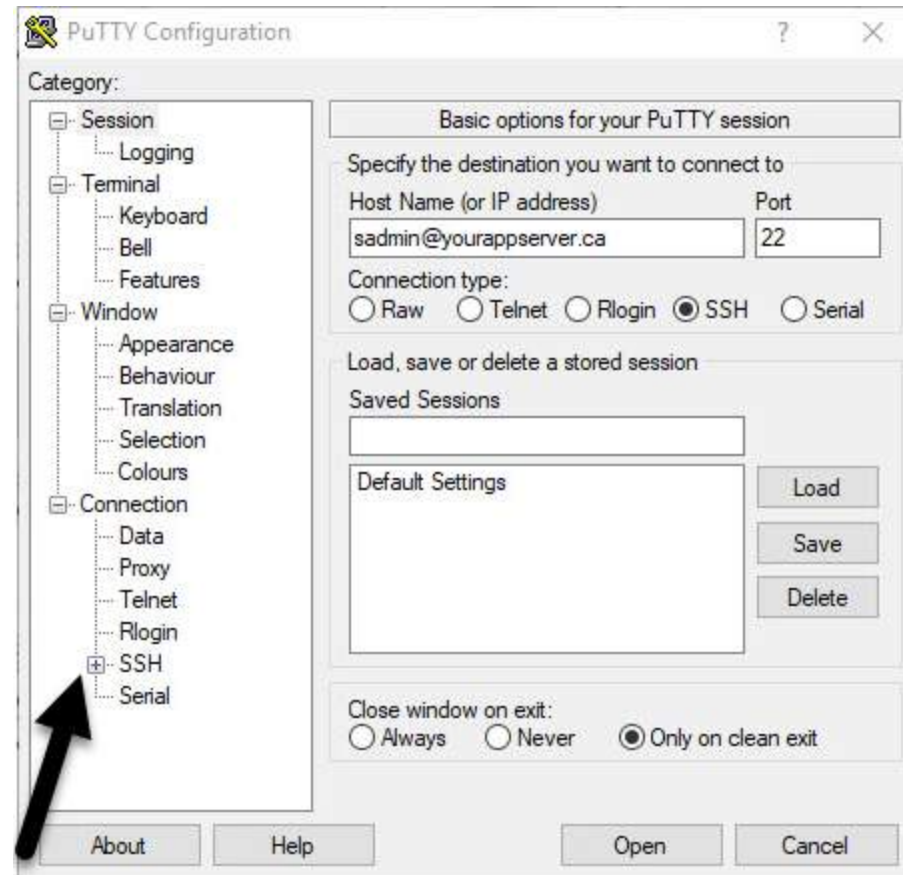 PuTTY Configuration
?
Category:
Session
Logging
Terminal
Keyboard
Bell
Features
Window
Appearance
Behaviour
Translation
Selection
Colours
Connection
Data
Proxy
Telnet
Rlogin
SSH
Serial
Basic options for your PuTTY session
Specify the destination you want to connect to
Host Name (or IP address) Port
sadmin@yourappserver.ca 22
Connection type:
Raw Telnet Rlogin SSH Serial
Load, save or delete a stored session
Saved Sessions
Default Settings
Load
Save
Delete
Close window on exit:
Always Never Only on clean exit
About Help Open Cancel